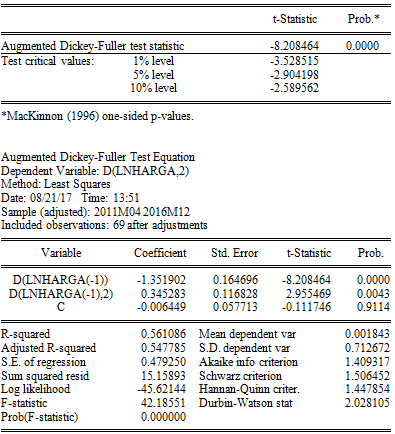 t-Statistic Prob.*
Augmented Dickey-Fuller test statistic -8.208464 0.0000
Test critical values: 1% level -3.528515
5% level -2.904198
10% level -2.589562
*MacKinnon (1996) one-sided p-values.
Augmented Dickey-Fuller Test Equation
Dependent Variable: D(LNHARGA,2)
Method: Least Squares
Date: 08/21/17 Time: 13:51
Sample (adjusted): 2011M04 2016M12
Included observations: 69 after adjustments
Variable Coefficient Std. Error t-Statistic Prob.
D(LNHARGA(-1)) -1.351902 0.164696 -8.208464 0.0000
D(LNHARGA(-1),2) 0.345283 0.116828 2.955469 0.0043
C -0.006449 0.057713 -0.111746 0.9114
R-squared 0.561086 Mean dependent var 0.001843
Adjusted R-squared 0.547785 S.D. dependent var 0.712672
S.E. of regression 0.479250 Akaike info criterion 1.409317
Sum squared resid 15.15893 Schwarz criterion 1.506452
Log likelihood -45.62144 Hannan-Quinn criter. 1.447854
F-statistic 42.18551 Durbin-Watson stat 2.028105
Prob(F-statistic) 0.000000